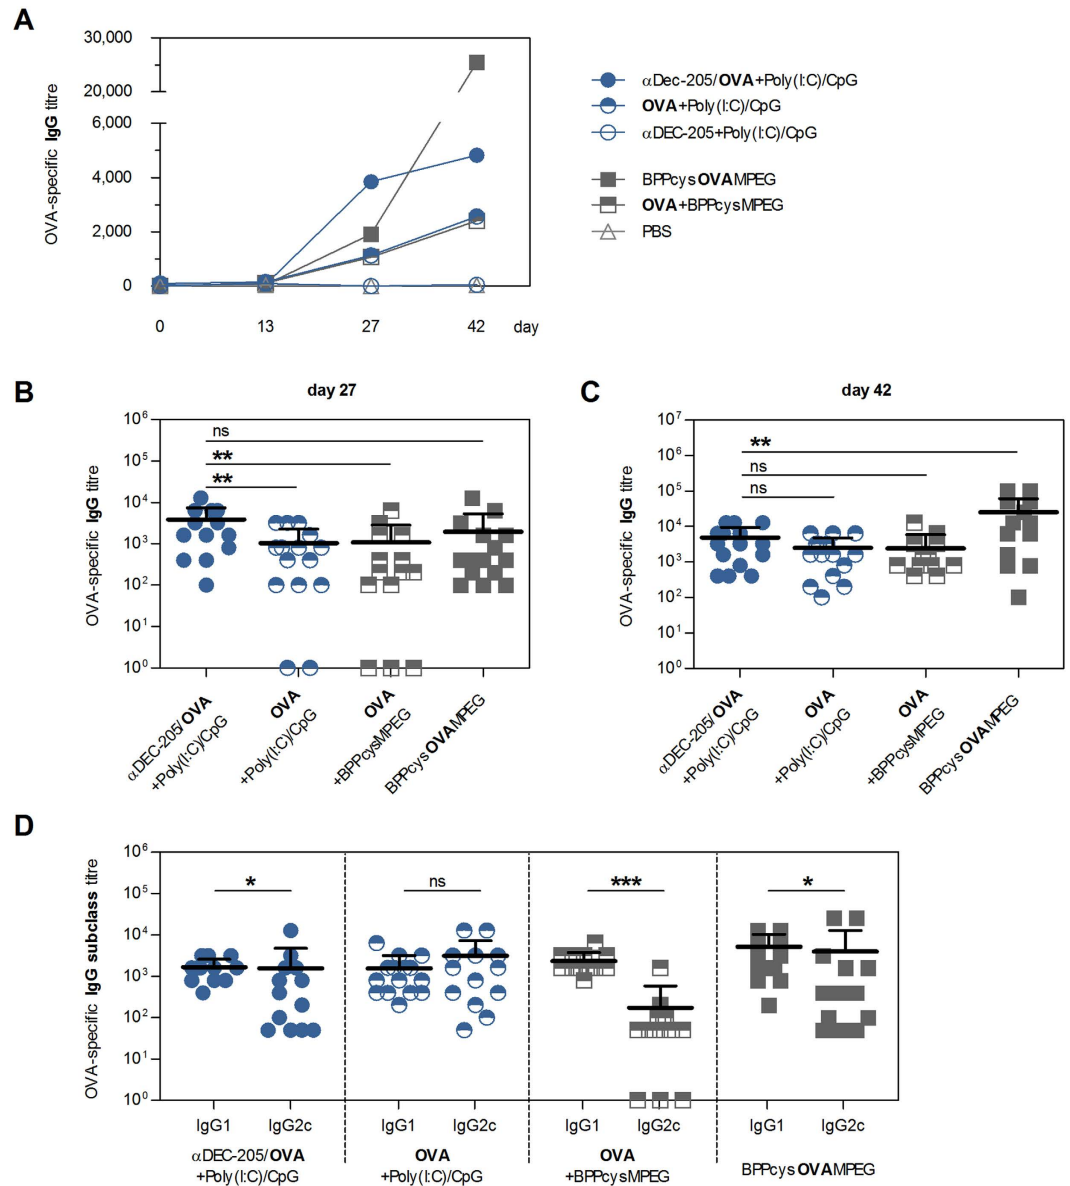 A
30,000
20,000
6,000
4,000
2,000
0
OVA-specific IgG titre
0 13 27 42 day
αDec-205/OVA+Poly(I:C)/CpG
OVA+Poly(I:C)/CpG
αDEC-205+Poly(I:C)/CpG
BPPcysOVAMPEG
OVA+BPPcysMPEG
PBS
B
day 27
10⁶
10⁵
10⁴
10³
10²
10¹
10⁰
OVA-specific IgG titre
ns
**
**
αDEC-205/OVA
+Poly(I:C)/CpG
OVA
+Poly(I:C)/CpG
OVA
+BPPcysMPEG
BPPcysOVAMPEG
C
day 42
10⁷
10⁶
10⁵
10⁴
10³
10²
10¹
10⁰
OVA-specific IgG titre
**
ns
ns
αDEC-205/OVA
+Poly(I:C)/CpG
OVA
+Poly(I:C)/CpG
OVA
+BPPcysMPEG
BPPcysOVAMPEG
D
10⁶
10⁵
10⁴
10³
10²
10¹
10⁰
OVA-specific IgG subclass titre
* ns *** *
IgG1 IgG2c IgG1 IgG2c IgG1 IgG2c IgG1 IgG2c
αDEC-205/OVA
+Poly(I:C)/CpG
OVA
+Poly(I:C)/CpG
OVA
+BPPcysMPEG
BPPcysOVAMPEG